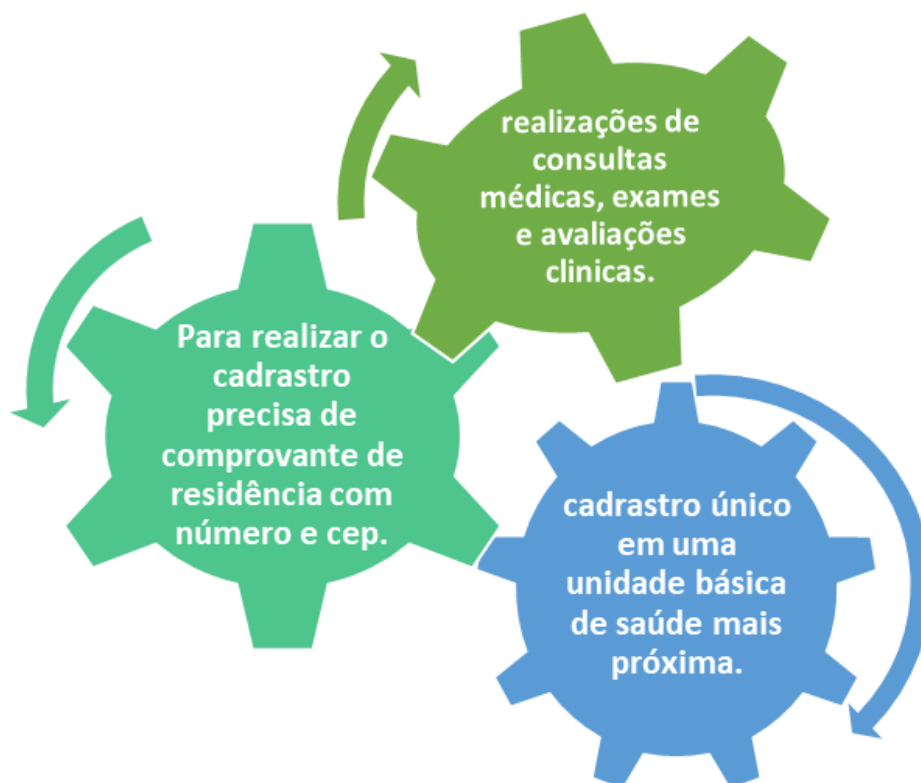 realizações de
consultas
médicas, exames
e avaliações
clinicas.
Para realizar o
cadrastro
precisa de
comprovante de
residência com
número e cep.
cadrastro único
em uma
unidade básica
de saúde mais
próxima.